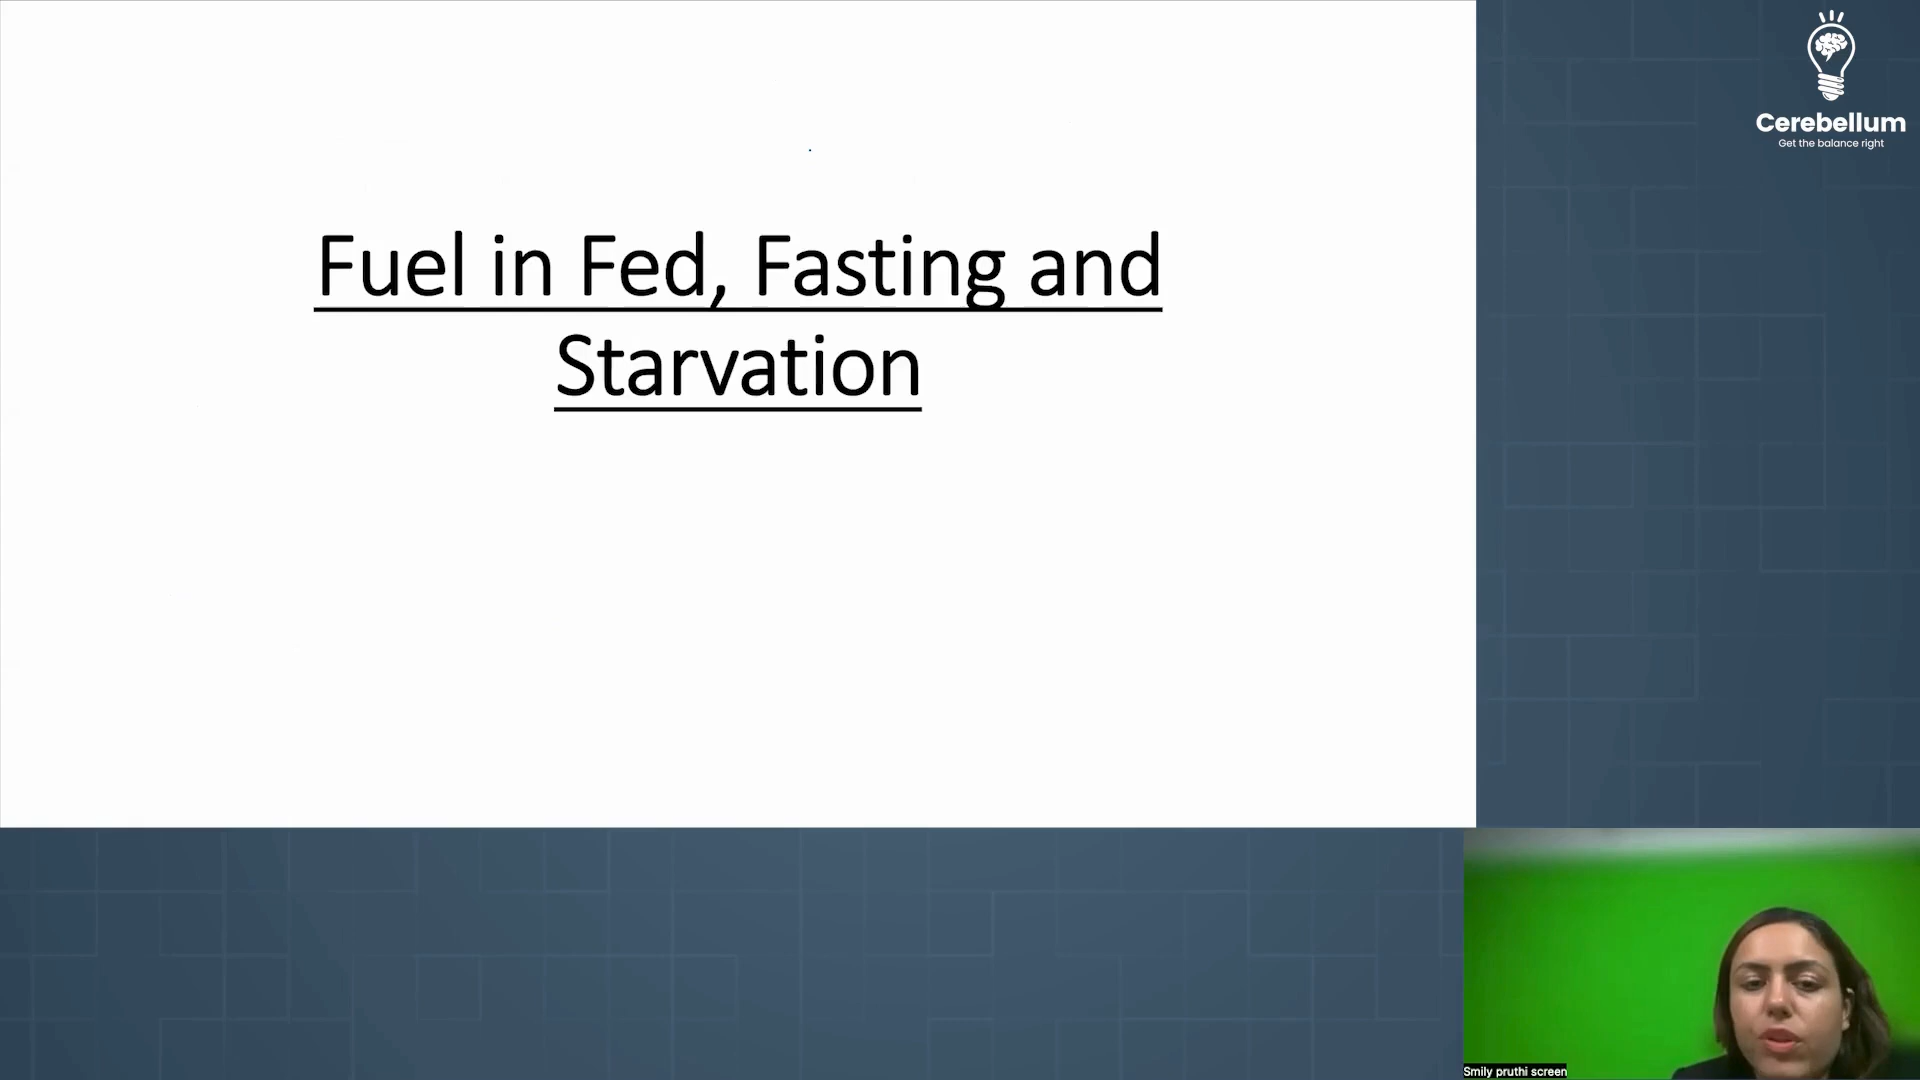 Fuel in Fed, Fasting and
Starvation
Cerebellum
Get the balance right
Smily pruthi screen